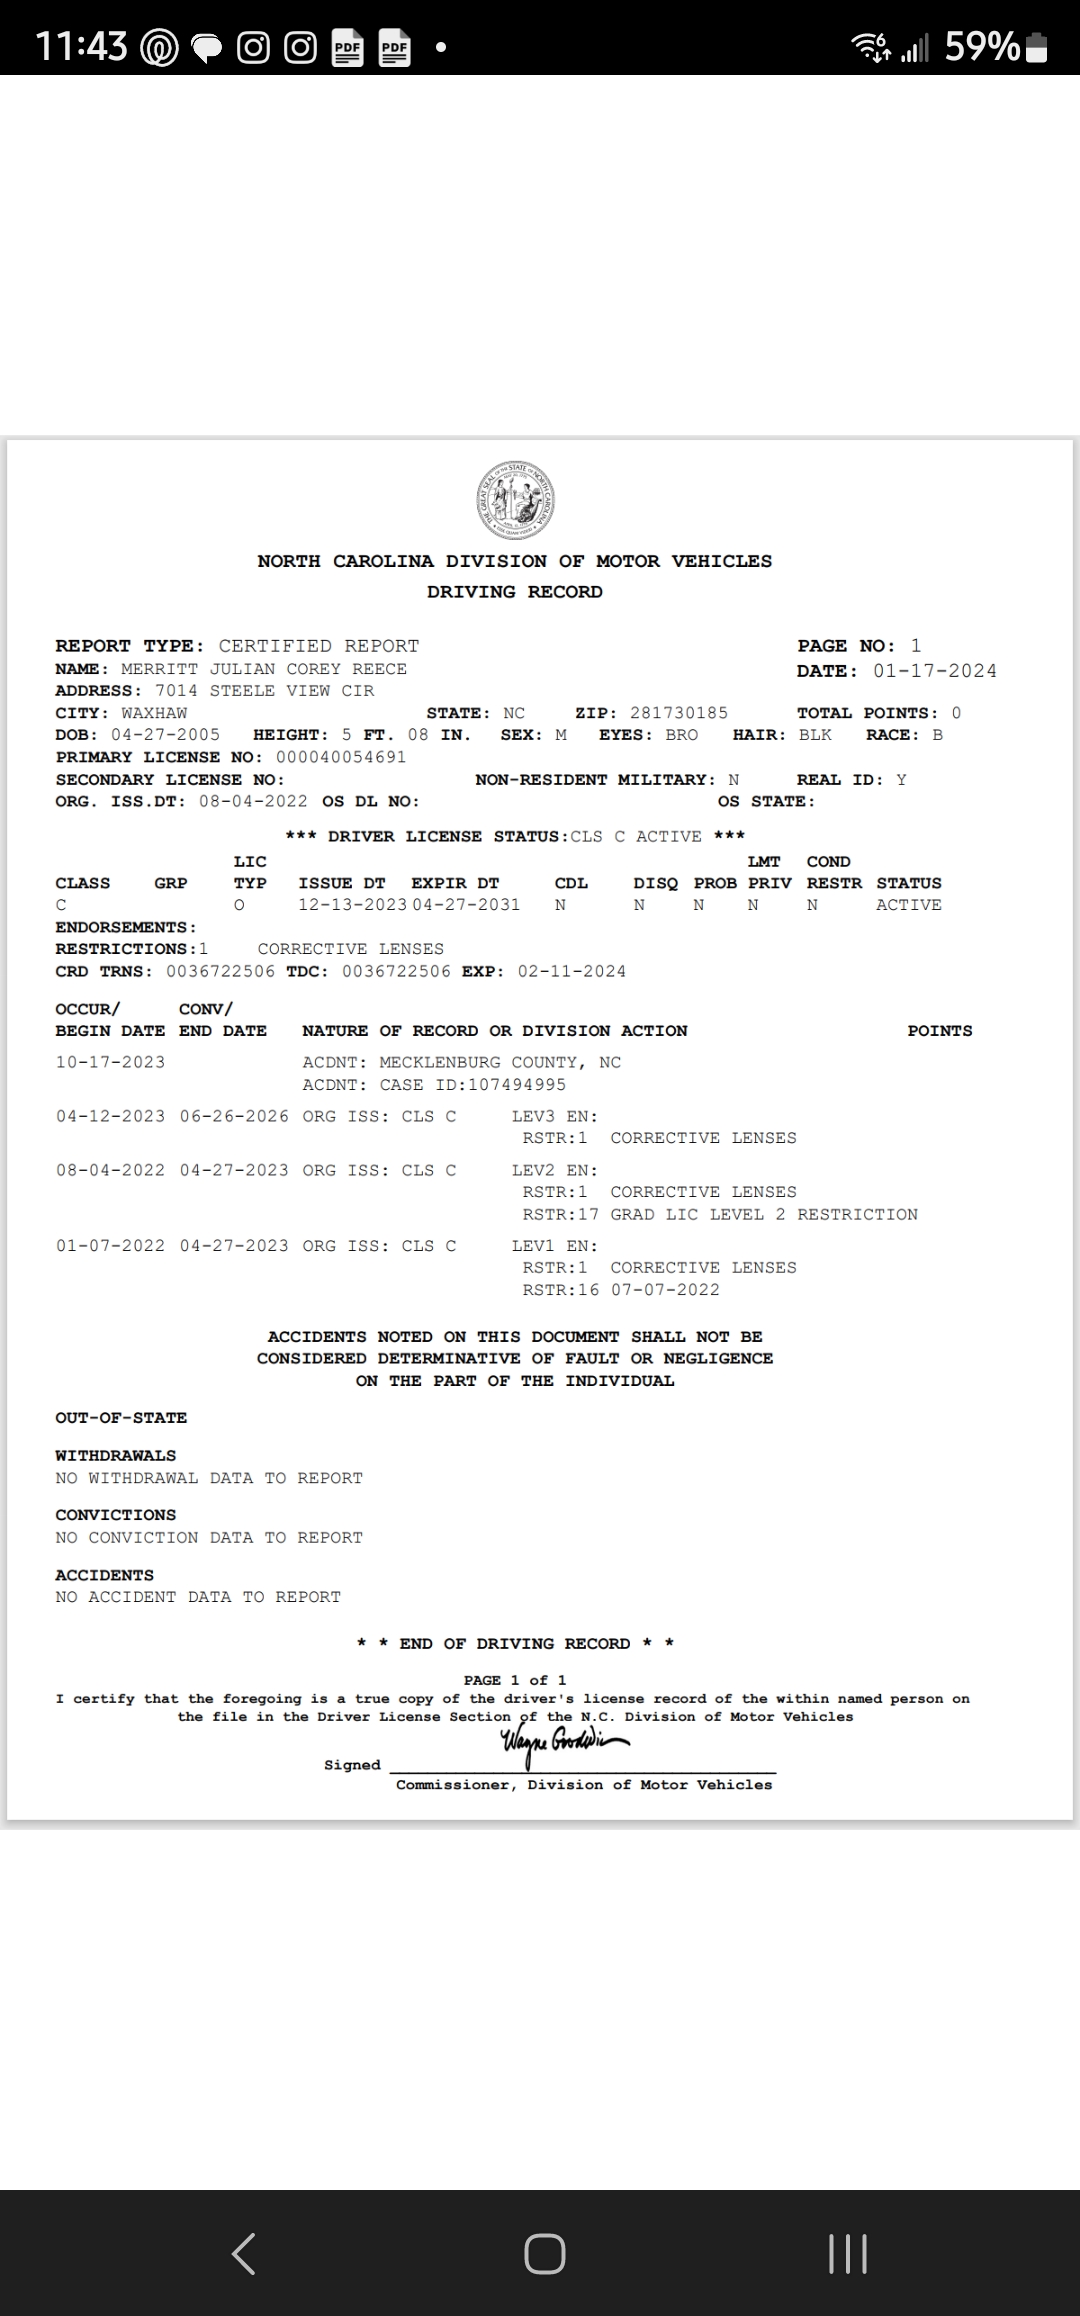 11:43 PDF PDF 6 59%
NORTH CAROLINA DIVISION OF MOTOR VEHICLES
DRIVING RECORD
REPORT TYPE: CERTIFIED REPORT PAGE NO: 1
NAME: MERRITT JULIAN COREY REECE
DATE: 01-17-2024
ADDRESS: 7014 STEELE VIEW CIR
CITY: WAXHAW STATE: NC ZIP: 281730185 TOTAL POINTS: 0
DOB: 04-27-2005 HEIGHT: 5 FT. 08 IN. SEX: M EYES: BRO HAIR: BLK RACE: B
PRIMARY LICENSE NO: 000040054691
SECONDARY LICENSE NO: NON-RESIDENT MILITARY: N REAL ID: Y
ORG. ISS.DT: 08-04-2022 OS DL NO: OS STATE:
*** DRIVER LICENSE STATUS:CLS C ACTIVE ***
LIC LMT COND
CLASS GRP TYP ISSUE DT EXPIR DT CDL DISQ PROB PRIV RESTR STATUS
C O 12-13-2023 04-27-2031 N N N N N ACTIVE
ENDORSEMENTS:
RESTRICTIONS:1 CORRECTIVE LENSES
CRD TRNS: 0036722506 TDC: 0036722506 EXP: 02-11-2024
OCCUR/ CONV/
BEGIN DATE END DATE NATURE OF RECORD OR DIVISION ACTION POINTS
10-17-2023 ACDNT: MECKLENBURG COUNTY, NC
ACDNT: CASE ID:107494995
04-12-2023 06-26-2026 ORG ISS: CLS C LEV3 EN:
RSTR:1 CORRECTIVE LENSES
08-04-2022 04-27-2023 ORG ISS: CLS C LEV2 EN:
RSTR:1 CORRECTIVE LENSES
RSTR:17 GRAD LIC LEVEL 2 RESTRICTION
01-07-2022 04-27-2023 ORG ISS: CLS C LEV1 EN:
RSTR:1 CORRECTIVE LENSES
RSTR:16 07-07-2022
ACCIDENTS NOTED ON THIS DOCUMENT SHALL NOT BE
CONSIDERED DETERMINATIVE OF FAULT OR NEGLIGENCE
ON THE PART OF THE INDIVIDUAL
OUT-OF-STATE
WITHDRAWALS
NO WITHDRAWAL DATA TO REPORT
CONVICTIONS
NO CONVICTION DATA TO REPORT
ACCIDENTS
NO ACCIDENT DATA TO REPORT
* * END OF DRIVING RECORD * *
PAGE 1 of 1
I certify that the foregoing is a true copy of the driver's license record of the within named person on
the file in the Driver License Section of the N.C. Division of Motor Vehicles
Wayne Goodwin
Signed
Commissioner, Division of Motor Vehicles